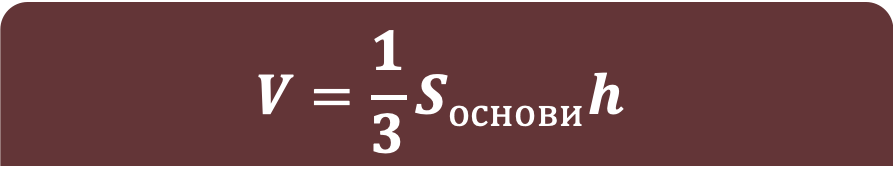 V = 1/3 Sоснови h